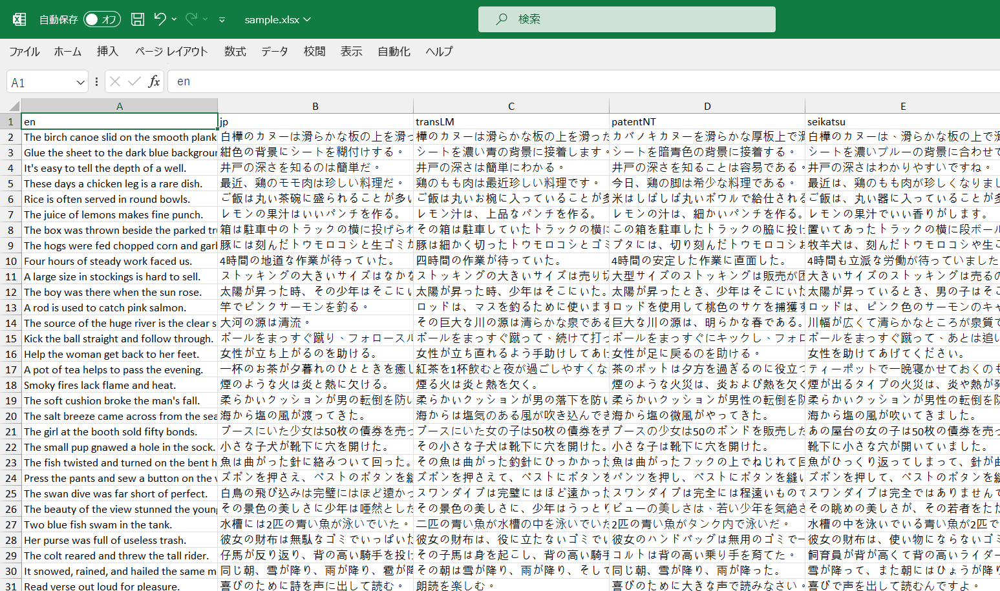 自動保存 オフ sample.xlsx 検索
ファイル ホーム 挿入 ページ レイアウト 数式 データ 校閲 表示 自動化 ヘルプ
A1 fx en
A B C D E
1 en jp transLM patentNT seikatsu
2 The birch canoe slid on the smooth plank 白樺のカヌーは滑らかな板の上を滑っ 樺のカヌーは滑らかな板の上を滑った カバノキカヌーを滑らかな厚板上で滑 白樺のカヌーは、滑らかな板の上で滑
3 Glue the sheet to the dark blue backgroun 紺色の背景にシートを糊付けする。 シートを濃い青の背景に接着します。 シートを暗青色の背景に接着する。 シートを濃いブルーの背景に合わせて
4 It's easy to tell the depth of a well. 井戸の深さを知るのは簡単だ。 井戸の深さは簡単にわかる。 井戸の深さを知ることは容易である。 井戸の深さはわかりやすいですね。
5 These days a chicken leg is a rare dish. 最近、鶏のモモ肉は珍しい料理だ。 鶏のもも肉は最近珍しい料理です。 今日、鶏の脚は希少な料理である。 最近は、鶏のもも肉が珍しくなりまし
6 Rice is often served in round bowls. ご飯は丸い茶碗に盛られることが多い ご飯は丸いお椀に入っていることが多 米はしばしば丸いボウルで給仕される ご飯は、丸い器に入っていることが多
7 The juice of lemons makes fine punch. レモンの果汁はいいパンチを作る。 レモン汁は、上品なパンチを作る。 レモンの汁は、細かいパンチを作る。 レモンの果汁でいい香りがします。
8 The box was thrown beside the parked tru 箱は駐車中のトラックの横に投げられ その箱は駐車していたトラックの横に この箱を駐車したトラックの脇に投げ 置いてあったトラックの横に段ボール
9 The hogs were fed chopped corn and garb 豚には刻んだトウモロコシと生ゴミが 豚は細かく切ったトウモロコシとゴミ ブタには、切り刻んだトウモロコシお 牧羊犬は、刻んだトウモロコシや生ご
10 Four hours of steady work faced us. 4時間の地道な作業が待っていた。 四時間の作業が待っていた。 4時間の安定した作業に直面した。 4時間も立派な労働が待っていました
11 A large size in stockings is hard to sell. ストッキングの大きいサイズはなかな ストッキングの大きいサイズは売り切 大型サイズのストッキングは販売が困 大きいサイズのストッキングは売るの
12 The boy was there when the sun rose. 太陽が昇った時、その少年はそこにい 太陽が昇った時、少年はそこにいた。 太陽が昇ったとき、少年はそこにいた 太陽が昇っているとき、男の子はそこ
13 A rod is used to catch pink salmon. 竿でピンクサーモンを釣る。 ロッドは、マスを釣るために使います ロッドを使用して桃色のサケを捕獲す ロッドは、ピンク色のサーモンのキャ
14 The source of the huge river is the clear s 大河の源は清流。 その巨大な川の源は清らかな泉である 巨大な川の源は、明らかな春である。 川幅が広くて清らかなところが泉質で
15 Kick the ball straight and follow through. ボールをまっすぐ蹴り、フォロースル ボールをまっすぐ蹴って、続けて打っ ボールをまっすぐにキックし、フォロ ボールをまっすぐ蹴って、あとは追い
16 Help the woman get back to her feet. 女性が立ち上がるのを助ける。 女性が立ち直れるよう手助けしてあげ 女性が足に戻るのを助ける。 女性を助けてあげてください。
17 A pot of tea helps to pass the evening. 一杯のお茶が夕暮れのひとときを癒し 紅茶を1杯飲むと夜が過ごしやすくな 茶のポットは夕方を過ぎるのに役立つ ティーポットで一晩寝かせておくのも
18 Smoky fires lack flame and heat. 煙のような火は炎と熱に欠ける。 煙る火は炎と熱を欠く。 煙のような火災は、炎および熱を欠く 煙が出るタイプの火災は、炎や熱が発
19 The soft cushion broke the man's fall. 柔らかいクッションが男の転倒を防い 柔らかいクッションが男の落下を防い 柔らかいクッションが男性の転倒を防 柔らかいクッションが男性の転倒を防
20 The salt breeze came across from the sea 海から塩の風が渡ってきた。 海からは塩気のある風が吹き込んでき 海から塩の微風がやってきた。 海から塩の風が吹いてきました。
21 The girl at the booth sold fifty bonds. ブースにいた少女は50枚の債券を売っ ブースにいた女の子は50枚の債券を売 ブースの少女は50のボンドを販売した あの屋台の女の子は50枚の債券を売っ
22 The small pup gnawed a hole in the sock. 小さな子犬が靴下に穴を開けた。 その小さな子犬は靴下に穴を開けた。 小さな子は靴下に穴を開けた。 靴下に小さな穴が開いていました。
23 The fish twisted and turned on the bent h 魚は曲がった針に絡みついて回った。 その魚は曲がった釣針にひっかかった 魚は曲がったフックの上でねじれて回 魚がひっくり返ってしまって、針が曲
24 Press the pants and sew a button on the v ズボンを押さえ、ベストのボタンを縫 ズボンを押さえて、ベストにボタンを パンツを押し、ベストにボタンを縫い ズボンを押して、ベストのボタンを縫
25 The swan dive was far short of perfect. 白鳥の飛び込みは完璧にはほど遠かっ スワンダイブは完璧にはほど遠かった スワンダイブは完全には程遠いもので スワンダイブは完全ではありませんで
26 The beauty of the view stunned the young その景色の美しさに少年は唖然とした その景色の美しさに、少年はうっとり ビューの美しさは、若い少年を気絶さ その眺めの美しさが、その若者をただ
27 Two blue fish swam in the tank. 水槽には2匹の青い魚が泳いでいた。 二匹の青い魚が水槽の中を泳いでいた 2匹の青い魚がタンク内で泳いだ。 水槽の中を泳いでいる青い魚が2匹で
28 Her purse was full of useless trash. 彼女の財布は無駄なゴミでいっぱいだ 彼女の財布は、役に立たないゴミでい 彼女のハンドバッグは無用のゴミで一 彼女の財布は、使い物にならないゴミ
29 The colt reared and threw the tall rider. 仔馬が反り返り、背の高い騎手を投げ その子馬は身を起こし、背の高い騎手 コルトは背の高い乗り手を育てた。 飼育員が背が高くて背の高いライダー
30 It snowed, rained, and hailed the same m 同じ朝、雪が降り、雨が降り、雹が降 その朝は雪が降り、雨が降り、そして 同じ朝、雪が降り、雨が降った。 雪が降って、また朝にはひょうが降り
31 Read verse out loud for pleasure. 喜びのために詩を声に出して読む。 朗読を楽しむ。 喜びのために大きな声で読みなさい。 喜びで声を出して読むんですよ。